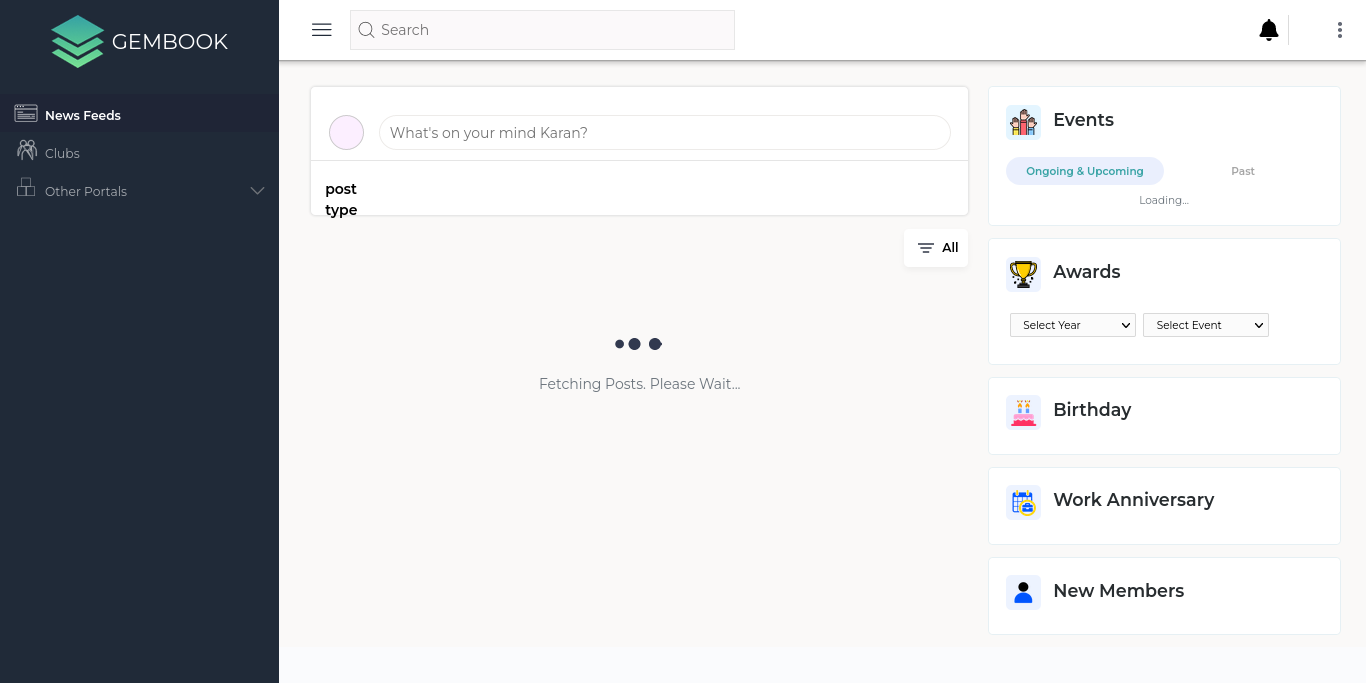 GEMBOOK
News Feeds
Clubs
Other Portals
Search
What's on your mind Karan?
post
type
All
Fetching Posts. Please Wait...
Events
Ongoing & Upcoming
Past
Loading...
Awards
Select Year
Select Event
Birthday
Work Anniversary
New Members